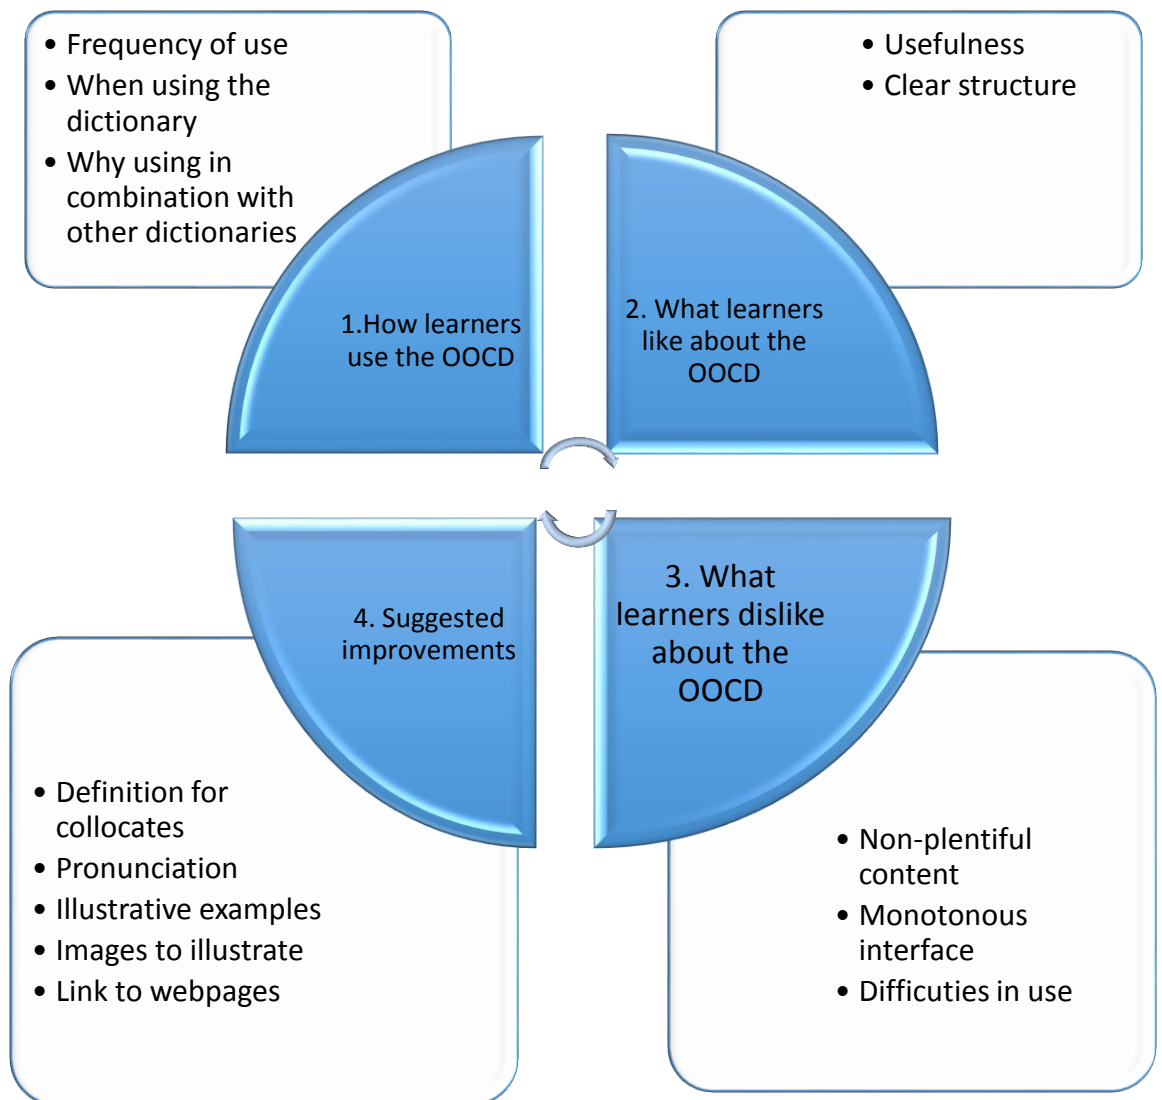 • Frequency of use
• When using the
dictionary
• Why using in
combination with
other dictionaries
1.How learners
use the OOCD
• Usefulness
• Clear structure
2. What learners
like about the
OOCD
3. What
learners dislike
about the
OOCD
• Non-plentiful
content
• Monotonous
interface
• Difficuties in use
4. Suggested
improvements
• Definition for
collocates
• Pronunciation
• Illustrative examples
• Images to illustrate
• Link to webpages